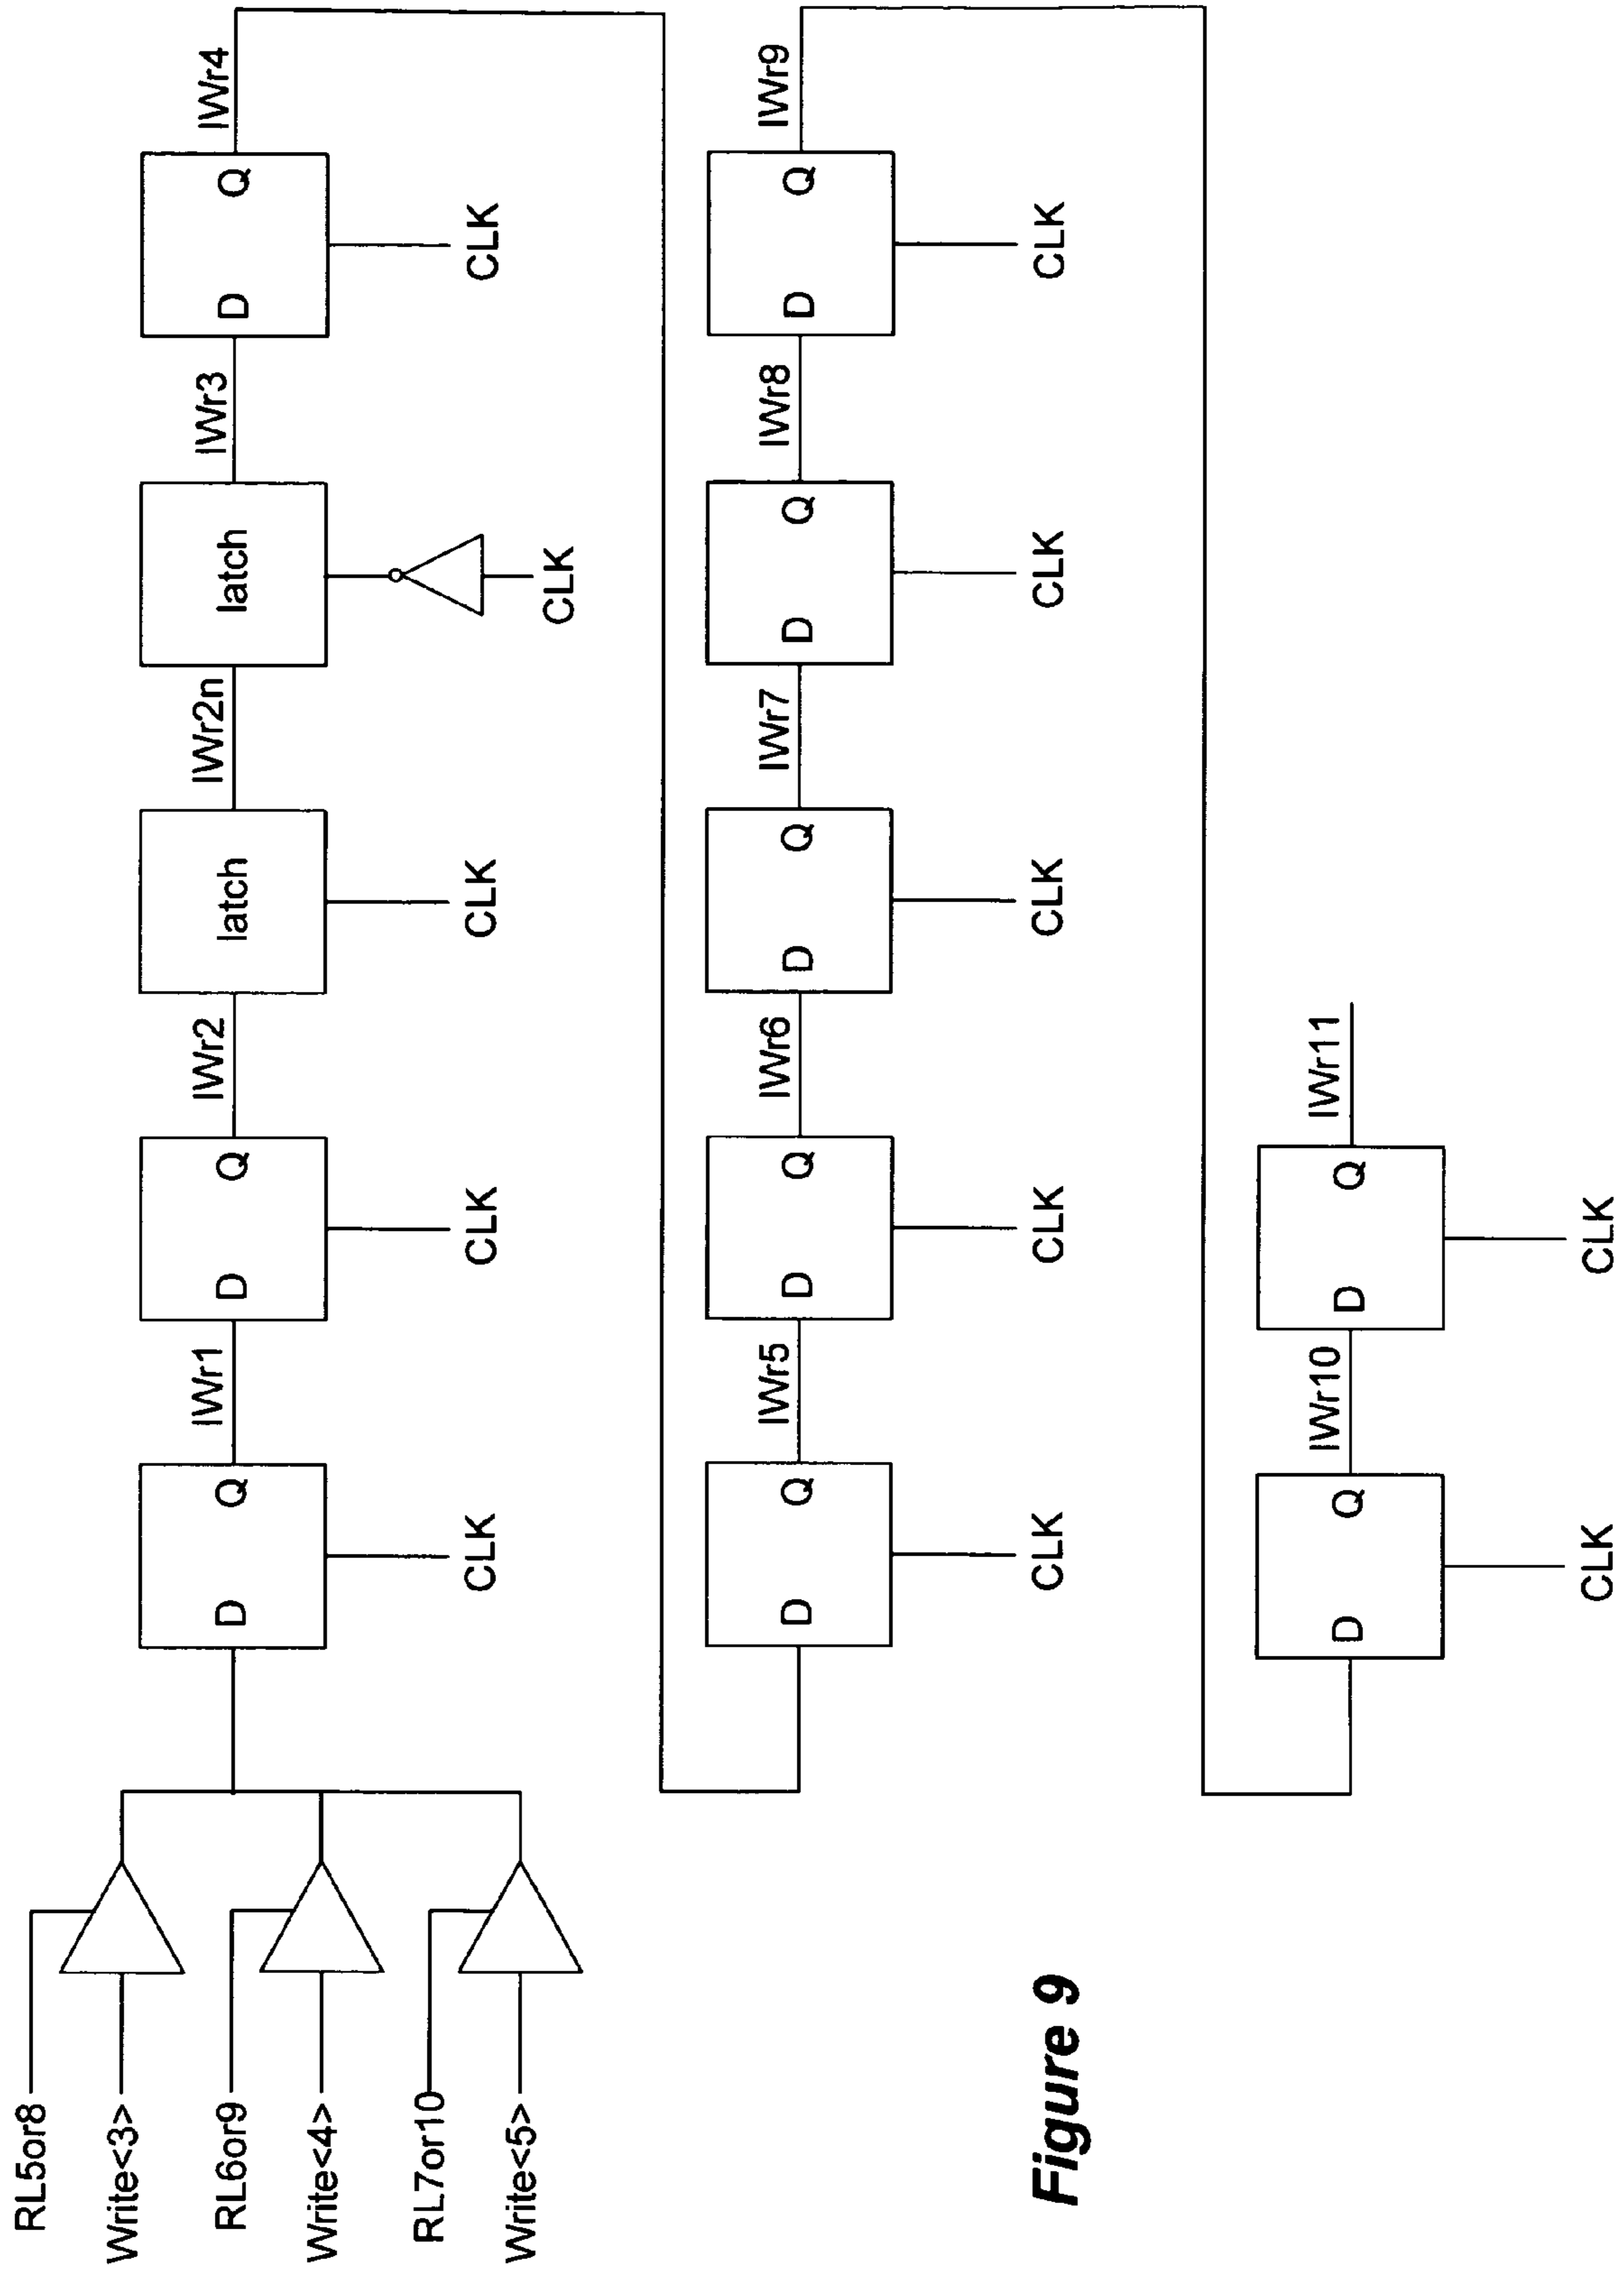 RL5or8
Write<3>
RL6or9
Write<4>
RL7or10
Write<5>
D Q
CLK
IWr1
D Q
CLK
IWr2
latch
CLK
IWr2n
latch
CLK
IWr3
D Q
CLK
IWr4
D Q
CLK
IWr5
D Q
CLK
IWr6
D Q
CLK
IWr7
D Q
CLK
IWr8
D Q
CLK
IWr9
D Q
CLK
IWr10
D Q
CLK
IWr11
Figure 9